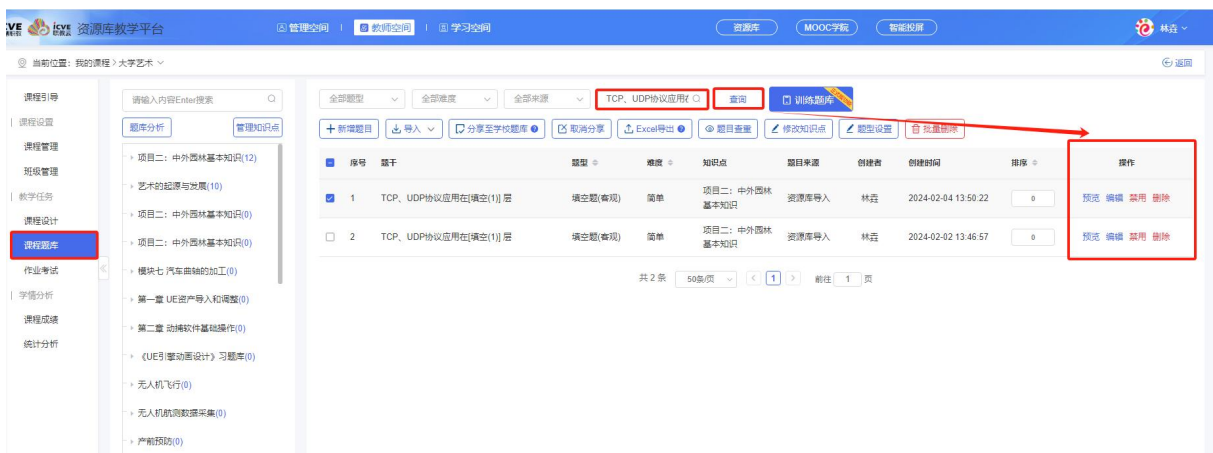 icve 资源库教学平台 管理空间 教师空间 学习空间 资源库 MOOC学院 智能投屏 林垚
当前位置: 我的课程 > 大学艺术 返回
课程引导
课程设置
课程管理
班级管理
教学任务
课程设计
课程题库
作业考试
学情分析
课程成绩
统计分析
请输入内容Enter搜索
题库分析 管理知识点
项目二:中外园林基本知识(12)
艺术的起源与发展(10)
项目二:中外园林基本知识(0)
项目二:中外园林基本知识(0)
模块七 汽车曲轴的加工(0)
第一章 UE资产导入和调整(0)
第二章 动捕软件基础操作(0)
《UE引擎动画设计》习题库(0)
无人机飞行(0)
无人机航测数据采集(0)
产前预防(0)
全部题型 全部难度 全部来源 TCP、UDP协议应用在 查询 训练题库
新增题目 导入 分享至学校题库 取消分享 Excel导出 题目查重 修改知识点 题型设置 批量删除
序号 题干 题型 难度 知识点 题目来源 创建者 创建时间 排序 操作
1 TCP、UDP协议应用在[填空(1)] 层 填空题(客观) 简单 项目二:中外园林基本知识 资源库导入 林垚 2024-02-04 13:50:22 0 预览 编辑 禁用 删除
2 TCP、UDP协议应用在[填空(1)] 层 填空题(客观) 简单 项目二:中外园林基本知识 资源库导入 林垚 2024-02-02 13:46:57 0 预览 编辑 禁用 删除
共 2 条 50条/页 1 前往 1 页